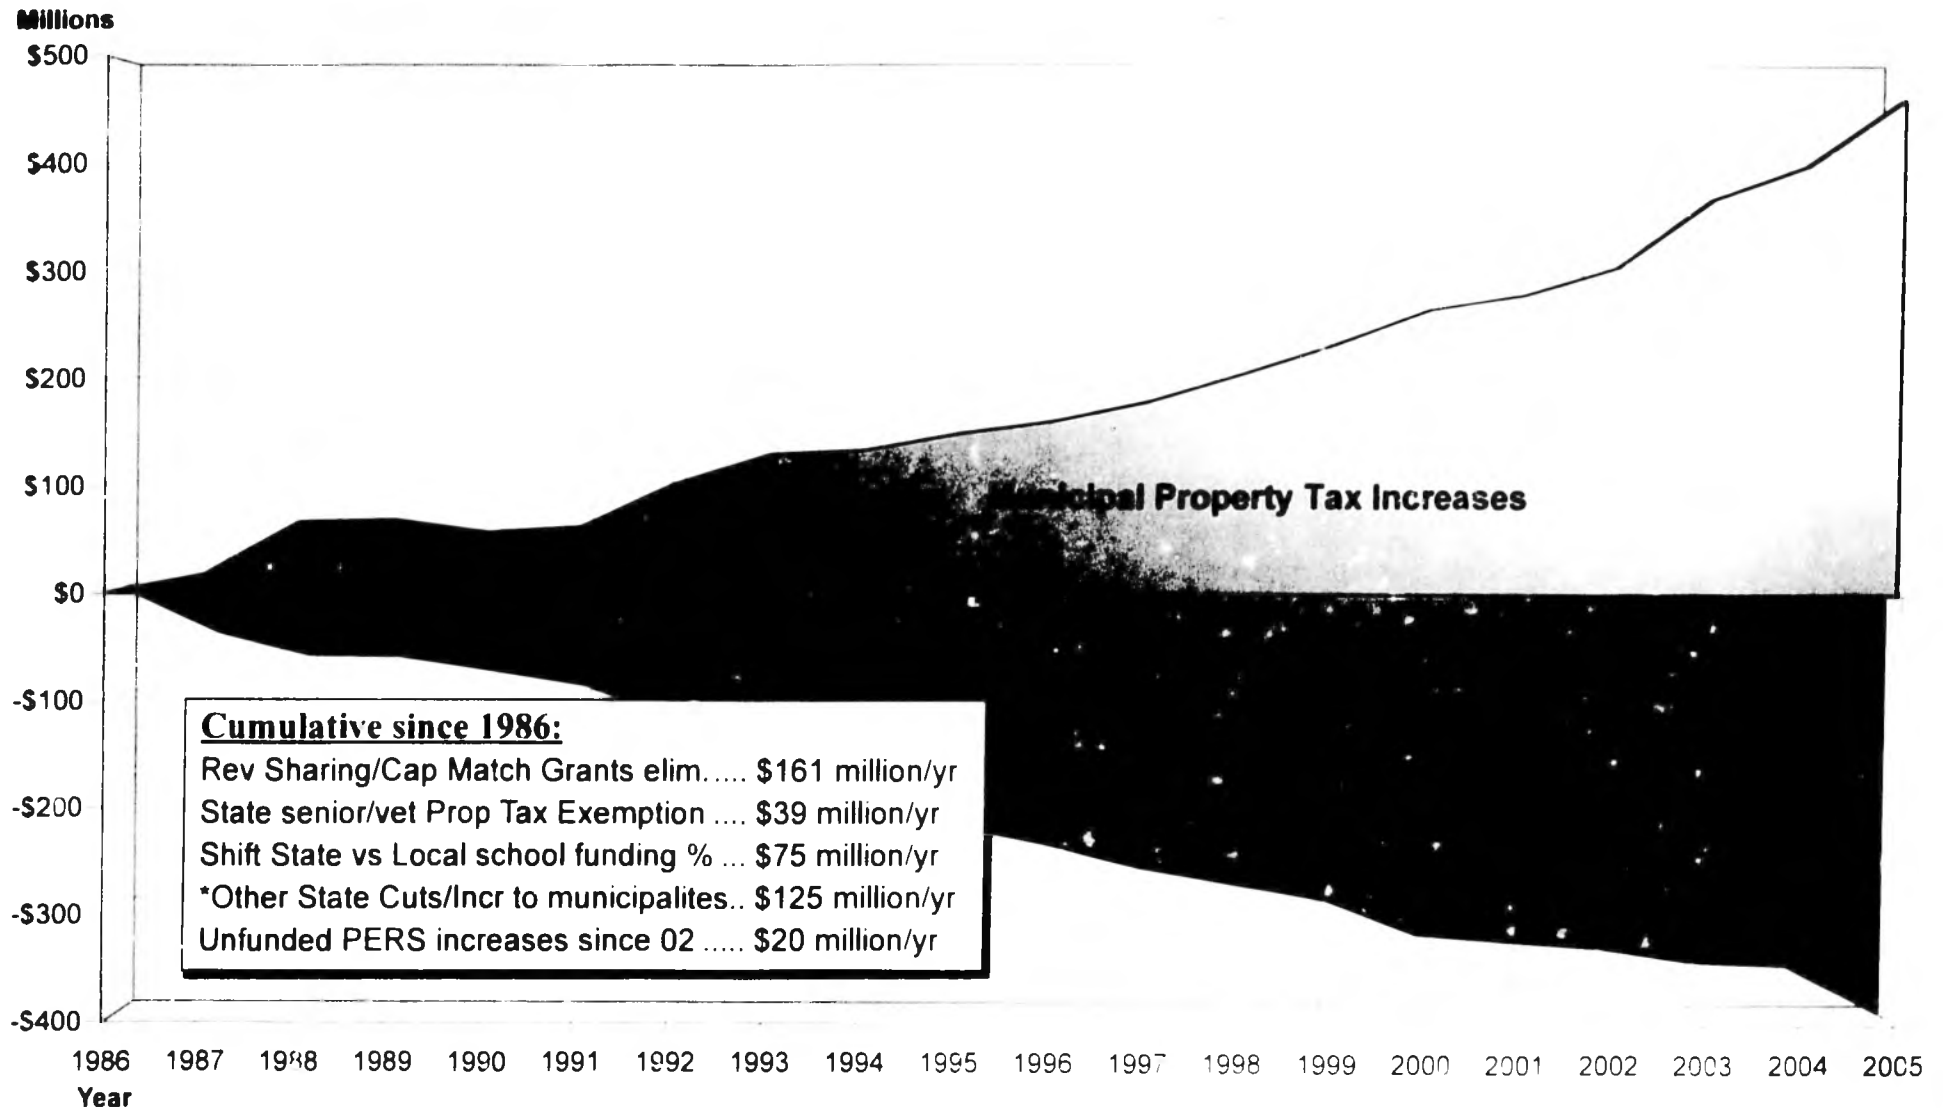 Millions
$500
$400
$300
$200
$100
$0
-$100
-$200
-$300
-$400
Municipal Property Tax Increases
Cumulative since 1986:
Rev Sharing/Cap Match Grants elim..... $161 million/yr
State senior/vet Prop Tax Exemption .... $39 million/yr
Shift State vs Local school funding % ... $75 million/yr
*Other State Cuts/Incr to municipalites.. $125 million/yr
Unfunded PERS increases since 02 ..... $20 million/yr
1986 1987 1988 1989 1990 1991 1992 1993 1994 1995 1996 1997 1998 1999 2000 2001 2002 2003 2004 2005
Year